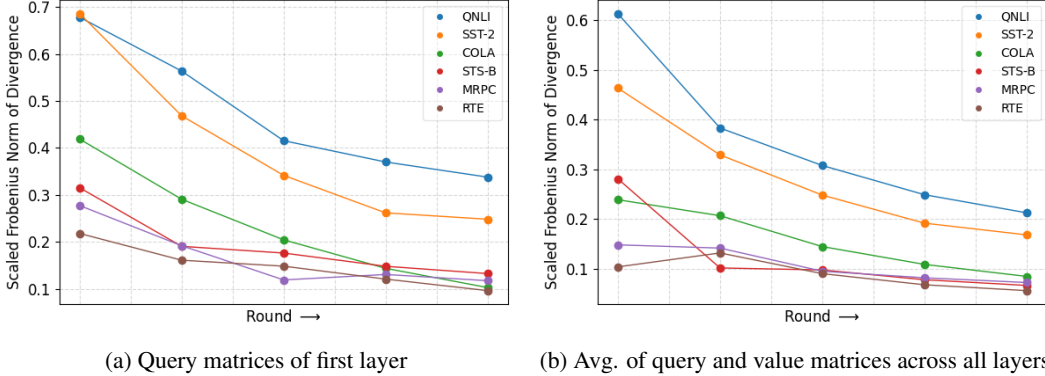 Scaled Frobenius Norm of Divergence
0.7
0.6
0.5
0.4
0.3
0.2
0.1
QNLI
SST-2
COLA
STS-B
MRPC
RTE
Round ⟶
(a) Query matrices of first layer
Scaled Frobenius Norm of Divergence
0.6
0.5
0.4
0.3
0.2
0.1
QNLI
SST-2
COLA
STS-B
MRPC
RTE
Round ⟶
(b) Avg. of query and value matrices across all layers